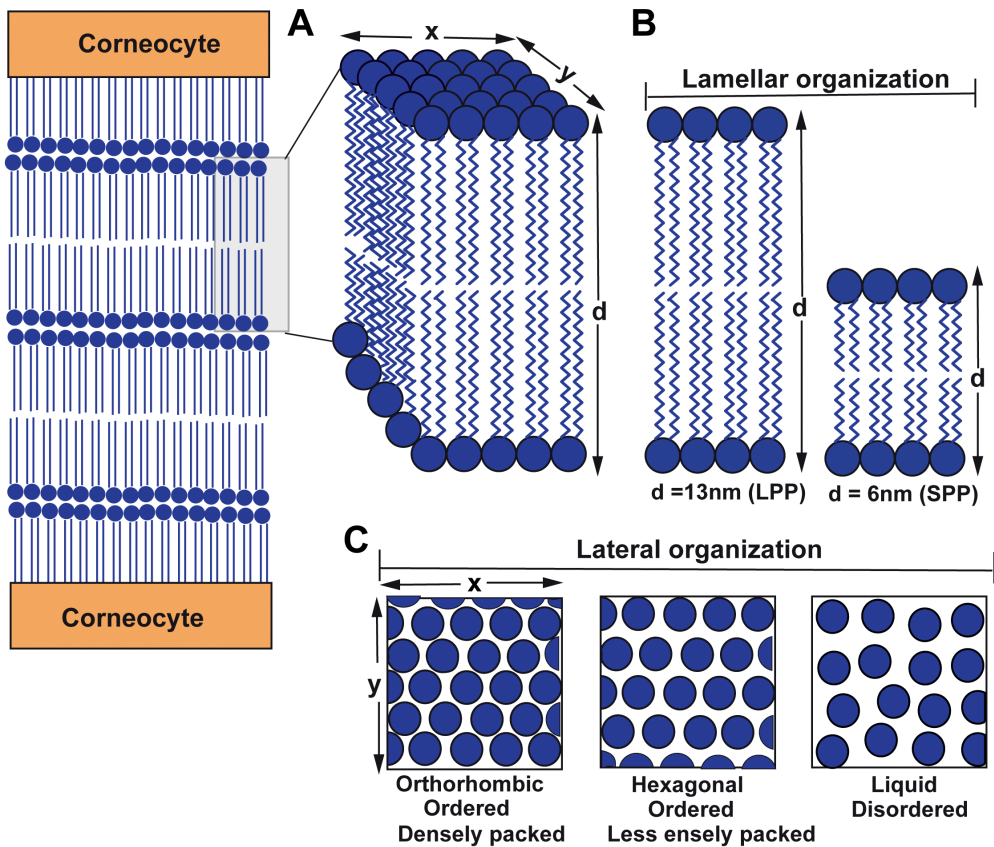 Corneocyte
Corneocyte
A
x
y
d
B
Lamellar organization
d
d
d =13nm (LPP)
d = 6nm (SPP)
C
Lateral organization
x
y
Orthorhombic
Ordered
Densely packed
Hexagonal
Ordered
Less ensely packed
Liquid
Disordered